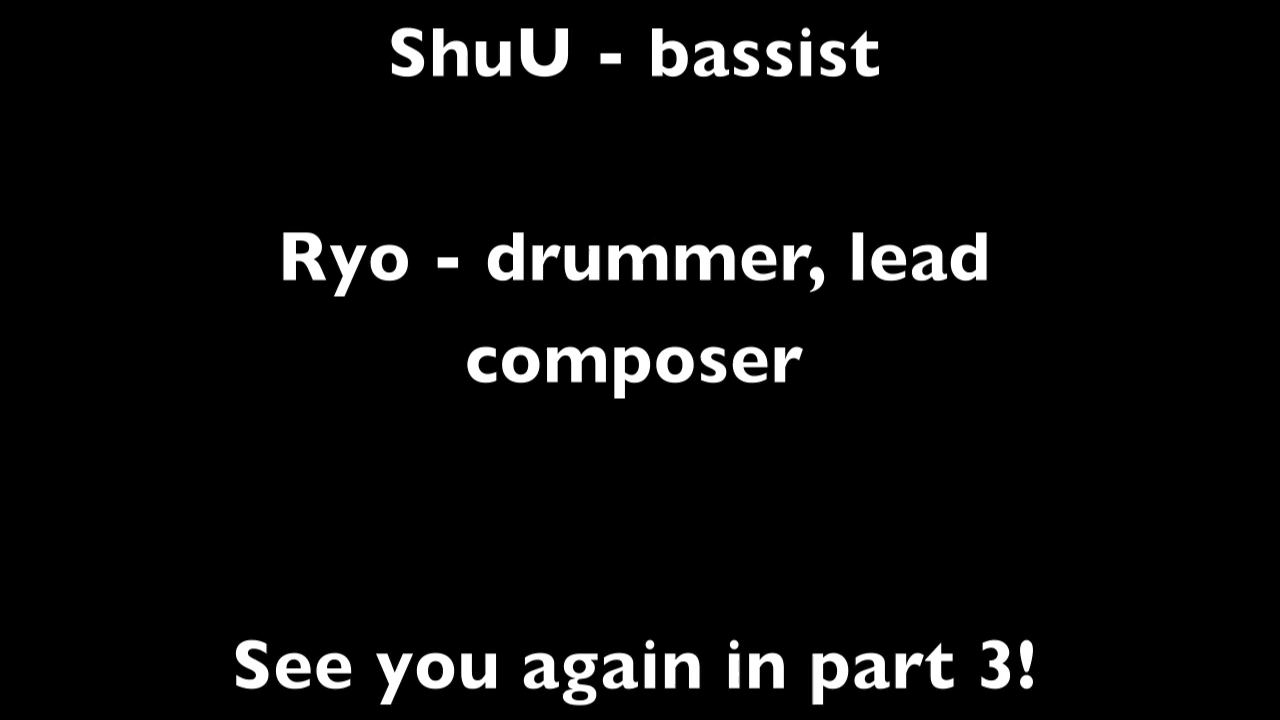 ShuU - bassist
Ryo - drummer, lead
composer
See you again in part 3!